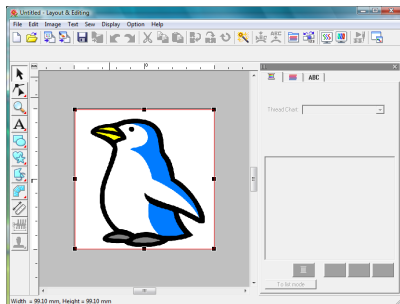 Untitled - Layout & Editing
File Edit Image Text Sew Display Option Help
ABC
ABC
Thread Chart
A
To list mode
Width = 99.10 mm, Height = 99.10 mm